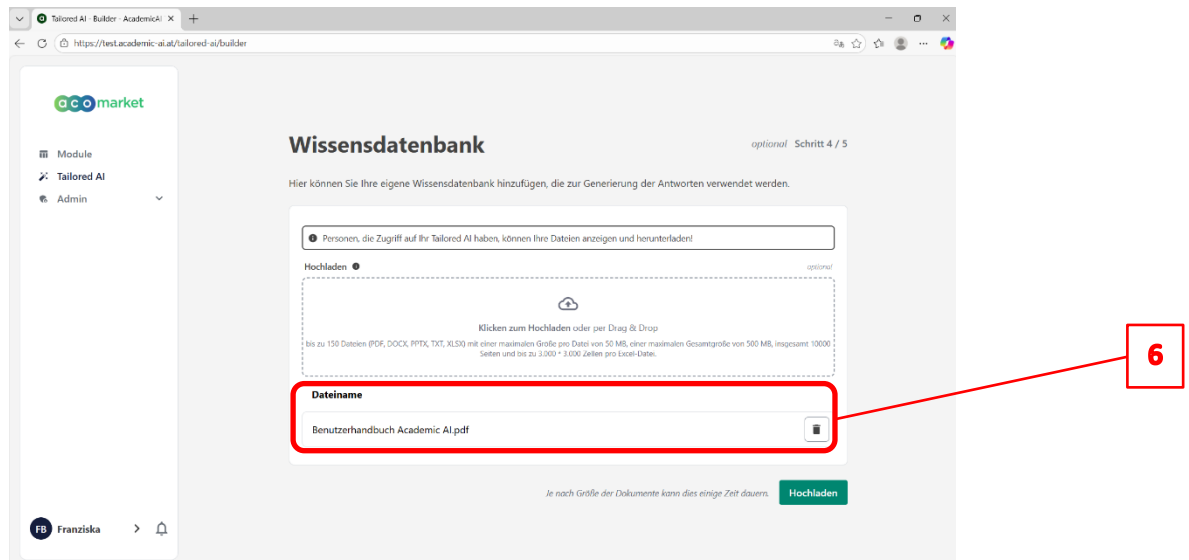 Tailored AI - Builder - AcademicAI
https://test.academic-ai.at/tailored-ai/builder
aco market
Module
Tailored AI
Admin
Wissensdatenbank
optional Schritt 4 / 5
Hier können Sie Ihre eigene Wissensdatenbank hinzufügen, die zur Generierung der Antworten verwendet werden.
Personen, die Zugriff auf Ihr Tailored AI haben, können Ihre Dateien anzeigen und herunterladen!
Hochladen
optional
Klicken zum Hochladen oder per Drag & Drop
bis zu 150 Dateien (PDF, DOCX, PPTX, TXT, XLSX) mit einer maximalen Größe pro Datei von 50 MB, einer maximalen Gesamtgröße von 500 MB, insgesamt 10000
Seiten und bis zu 3.000 * 3.000 Zellen pro Excel-Datei.
Dateiname
Benutzerhandbuch Academic AI.pdf
6
Je nach Größe der Dokumente kann dies einige Zeit dauern.
Hochladen
FB Franziska